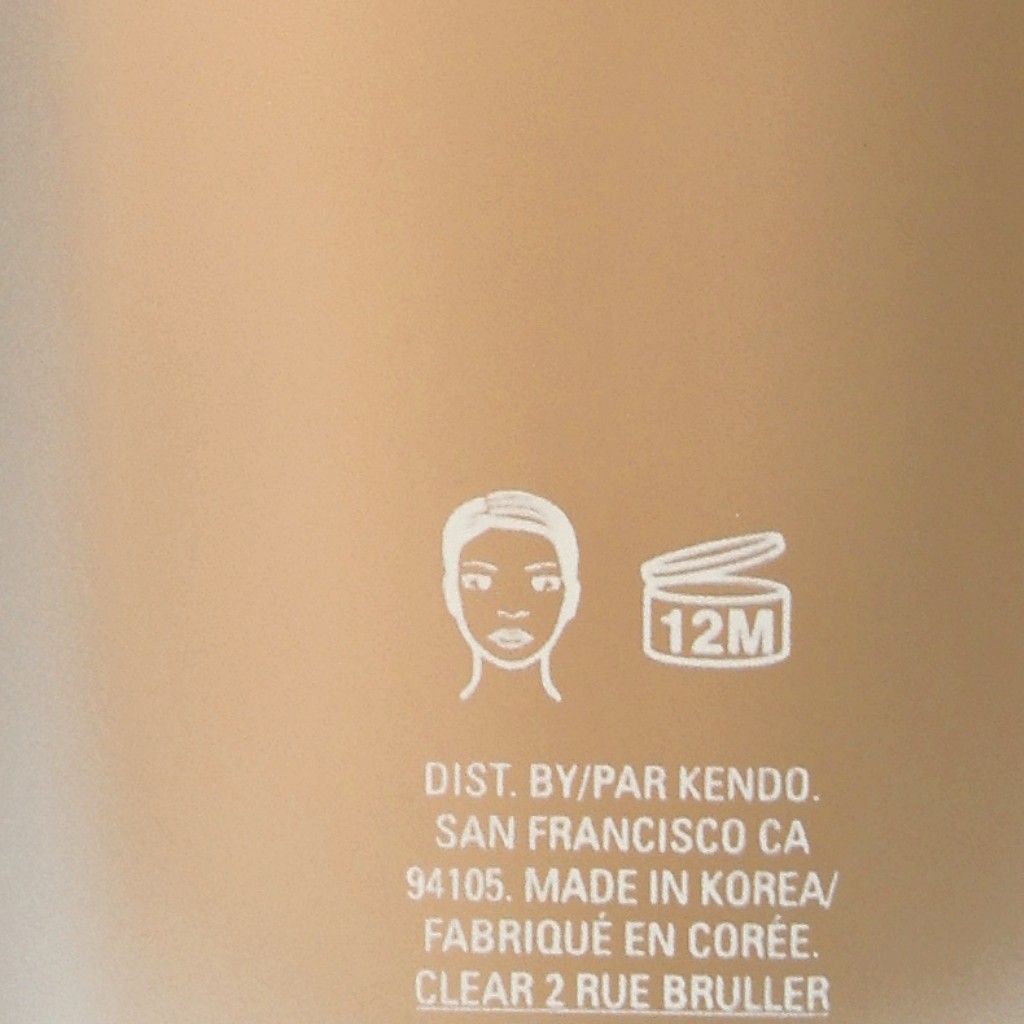 12M
DIST. BY/PAR KENDO.
SAN FRANCISCO CA
94105. MADE IN KOREA/
FABRIQUÉ EN CORÉE.
CLEAR 2 RUE BRULLER